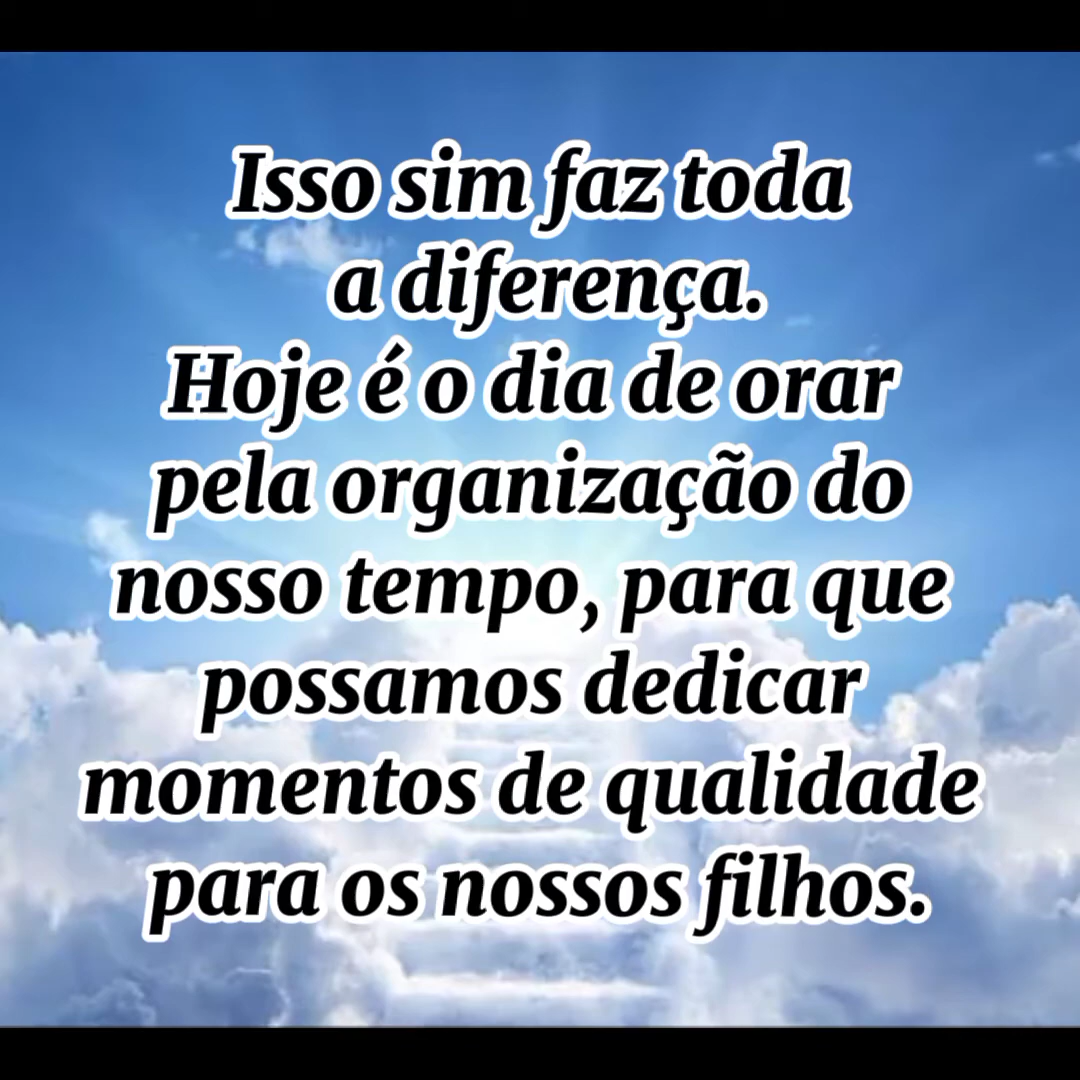 Isso sim faz toda
a diferença.
Hoje é o dia de orar
pela organização do
nosso tempo, para que
possamos dedicar
momentos de qualidade
para os nossos filhos.